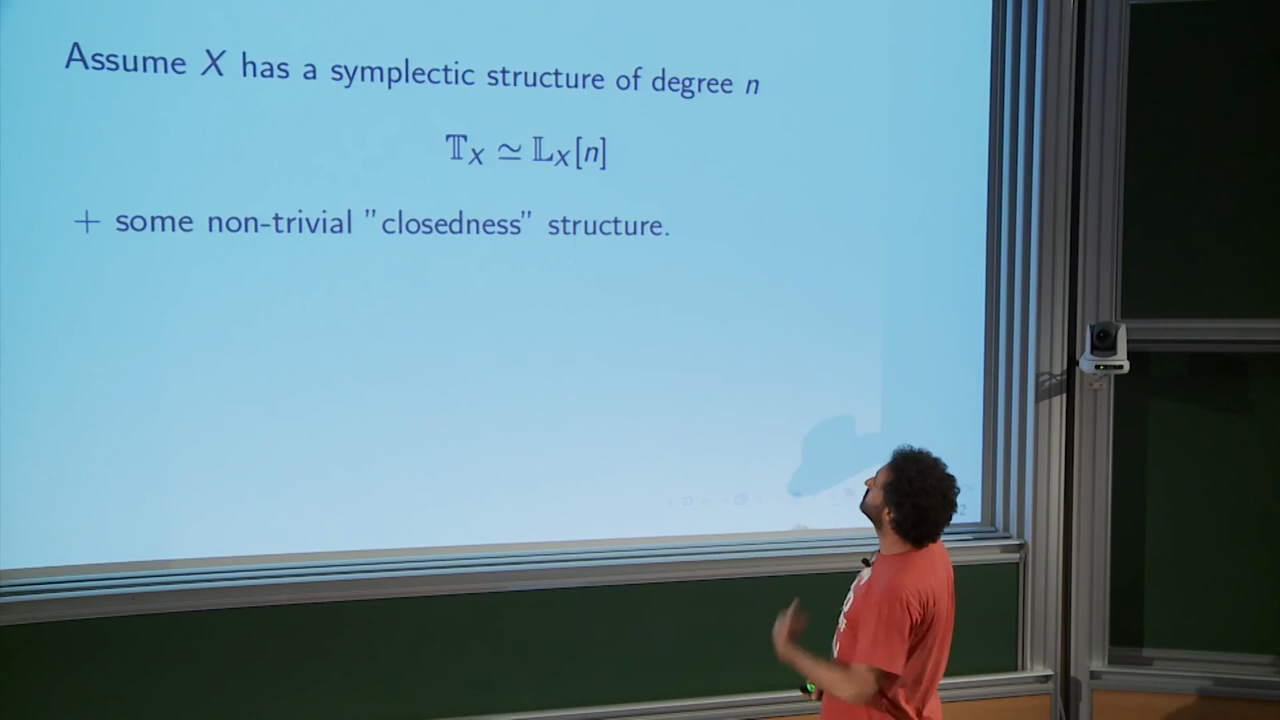 Assume X has a symplectic structure of degree n
𝕋_X ≃ 𝕃_X[n]
+ some non-trivial "closedness" structure.